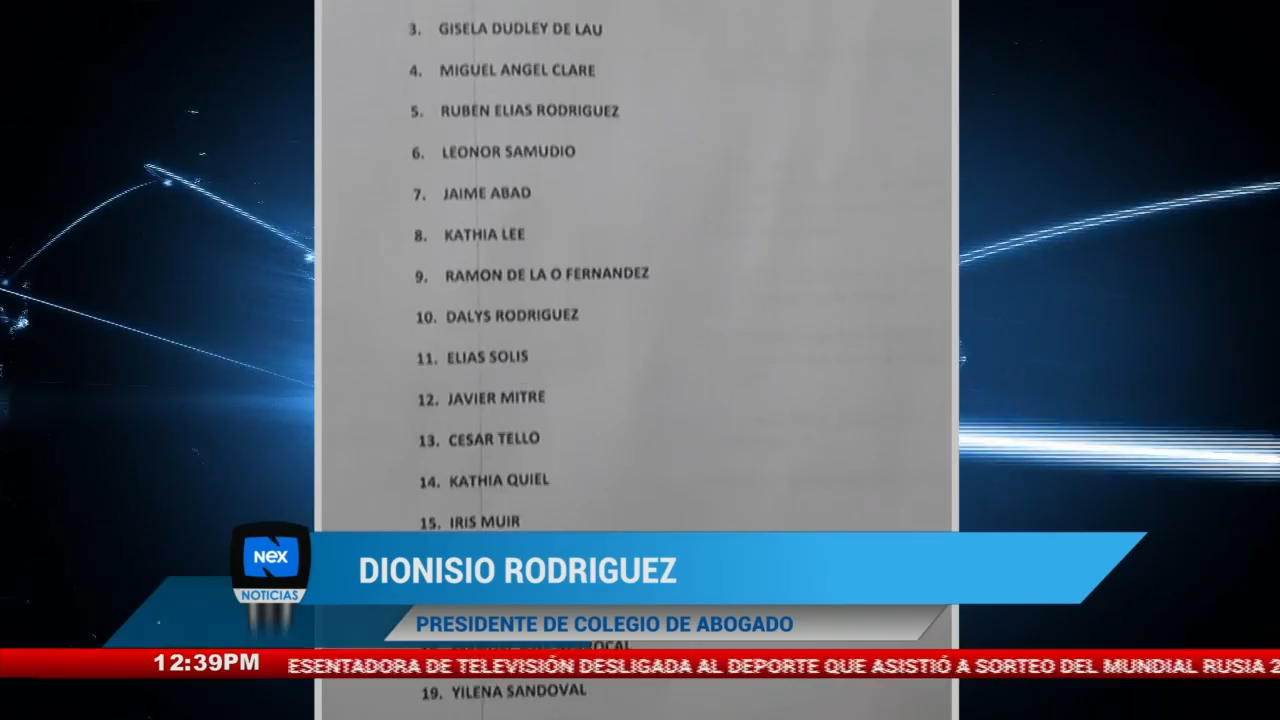 3. GISELA DUDLEY DE LAU
4. MIGUEL ANGEL CLARE
5. RUBEN ELIAS RODRIGUEZ
6. LEONOR SAMUDIO
7. JAIME ABAD
8. KATHIA LEE
9. RAMON DE LA O FERNANDEZ
10. DALYS RODRIGUEZ
11. ELIAS SOLIS
12. JAVIER MITRE
13. CESAR TELLO
14. KATHIA QUIEL
15. IRIS MUIR
nex
NOTICIAS
DIONISIO RODRIGUEZ
PRESIDENTE DE COLEGIO DE ABOGADO
12:39PM ESENTADORA DE TELEVISIÓN DESLIGADA AL DEPORTE QUE ASISTIÓ A SORTEO DEL MUNDIAL RUSIA 2
19. YILENA SANDOVAL